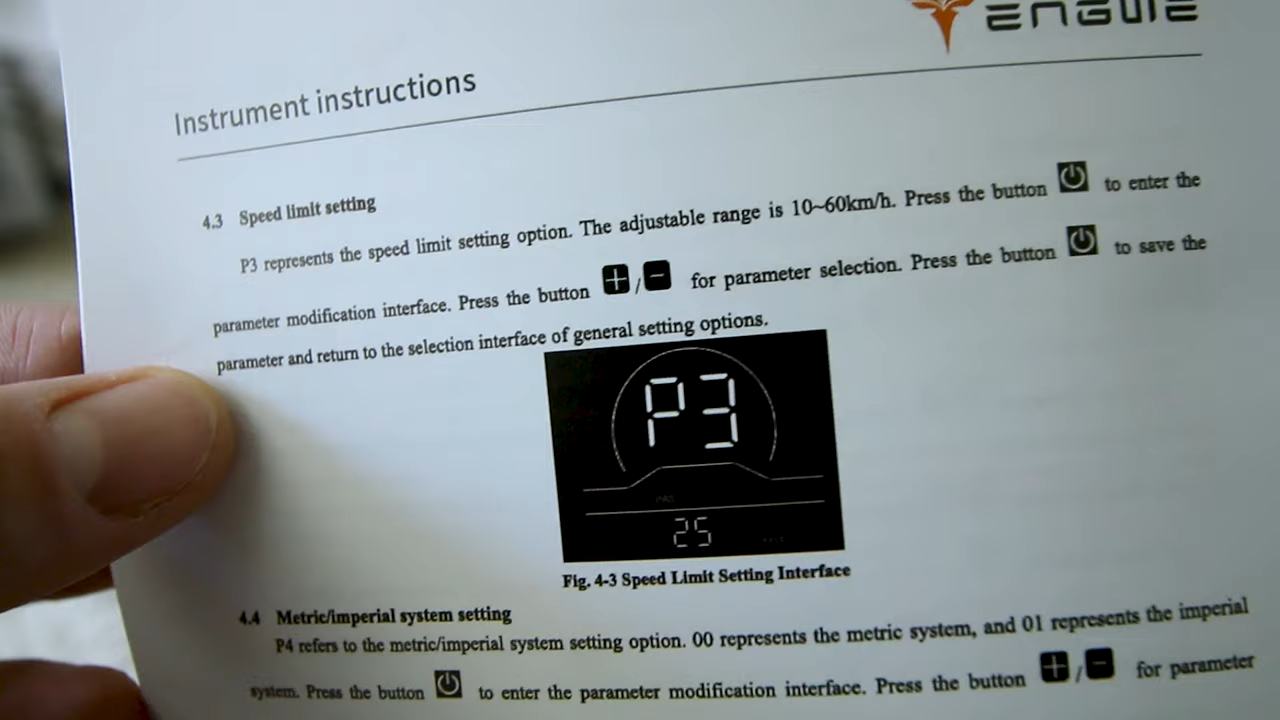 ENGWE
Instrument instructions
4.3 Speed limit setting
P3 represents the speed limit setting option. The adjustable range is 10~60km/h. Press the button to enter the
parameter modification interface. Press the button +/- for parameter selection. Press the button to save the
parameter and return to the selection interface of general setting options.
P3
25
Fig. 4-3 Speed Limit Setting Interface
4.4 Metric/imperial system setting
P4 refers to the metric/imperial system setting option. 00 represents the metric system, and 01 represents the imperial
system. Press the button to enter the parameter modification interface. Press the button +/- for parameter